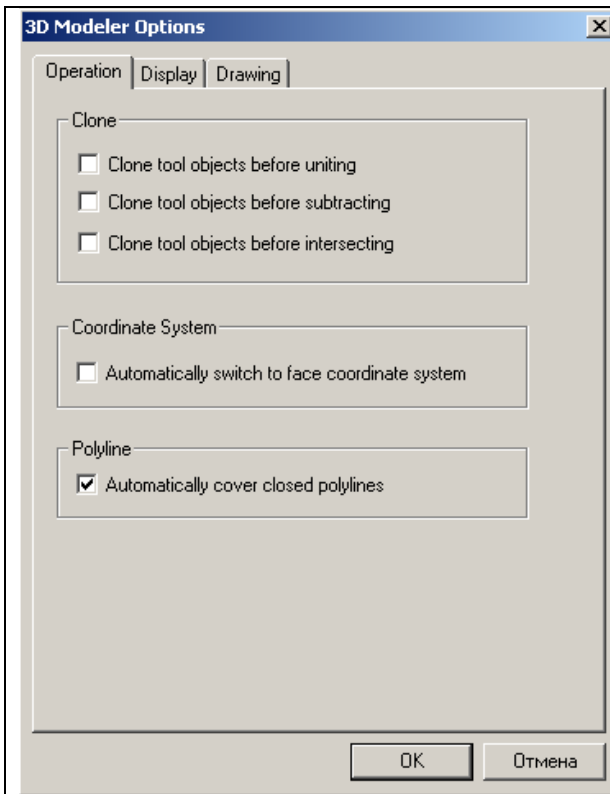 3D Modeler Options
Operation Display Drawing
Clone
Clone tool objects before uniting
Clone tool objects before subtracting
Clone tool objects before intersecting
Coordinate System
Automatically switch to face coordinate system
Polyline
Automatically cover closed polylines
OK Отмена